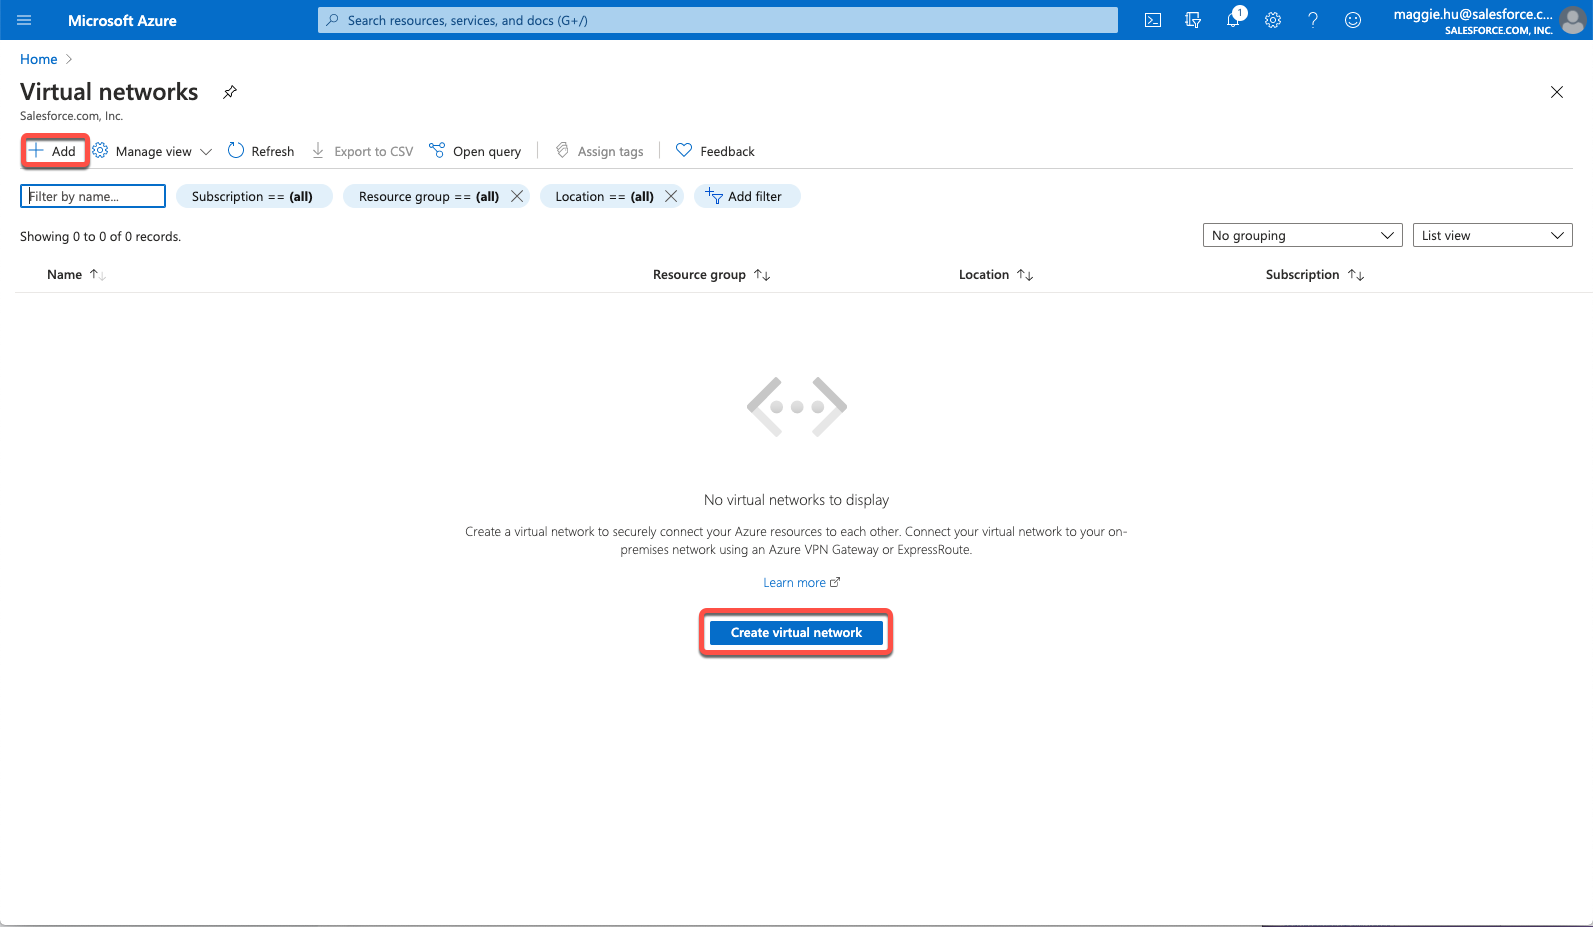 Microsoft Azure
Search resources, services, and docs (G+/)
1
maggie.hu@salesforce.c...
SALESFORCE.COM, INC.
Home
Virtual networks
Salesforce.com, Inc.
Add Manage view Refresh Export to CSV Open query Assign tags Feedback
Filter by name... Subscription == (all) Resource group == (all) Location == (all) Add filter
Showing 0 to 0 of 0 records. No grouping List view
Name Resource group Location Subscription
No virtual networks to display
Create a virtual network to securely connect your Azure resources to each other. Connect your virtual network to your on-
premises network using an Azure VPN Gateway or ExpressRoute.
Learn more
Create virtual network